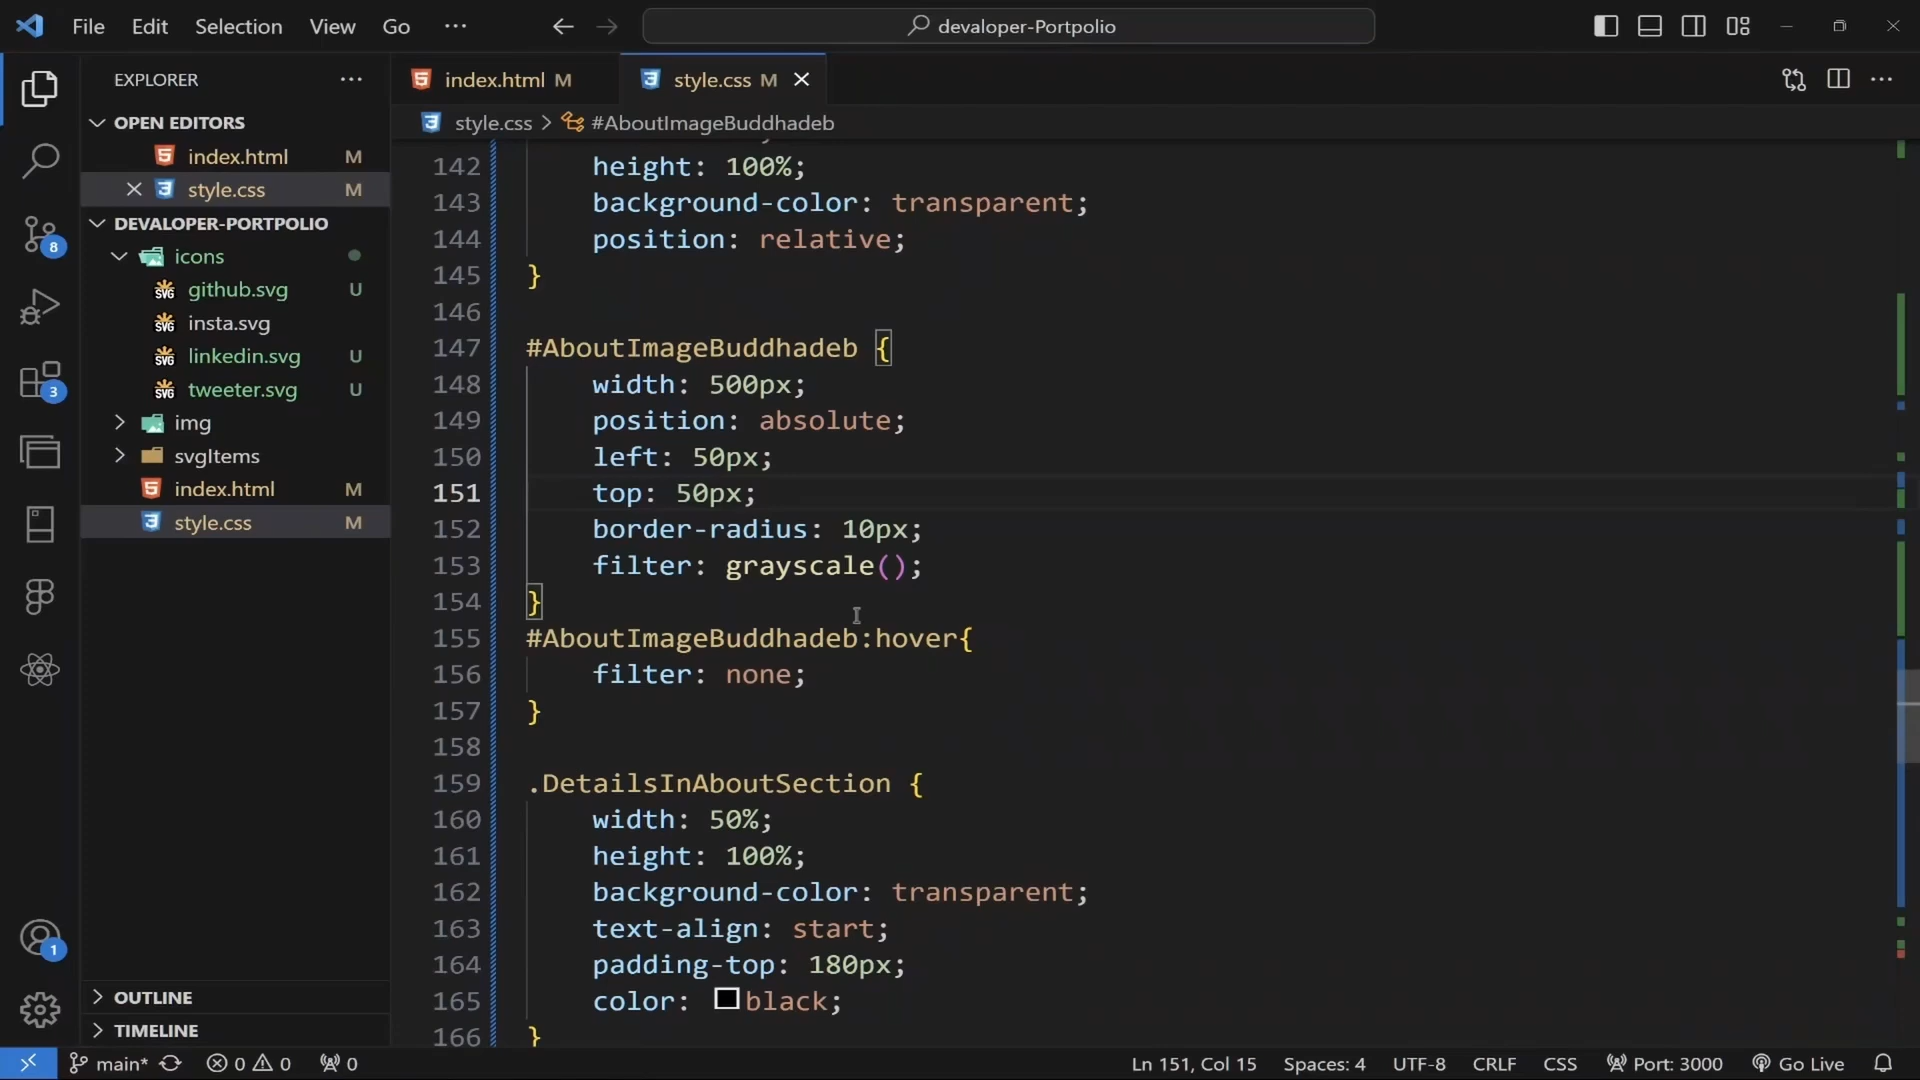 File Edit Selection View Go ··· devaloper-Portpolio
EXPLORER ···
OPEN EDITORS
index.html M
style.css M
DEVALOPER-PORTPOLIO
icons
github.svg U
insta.svg
linkedin.svg U
tweeter.svg U
img
svgItems
index.html M
style.css M
OUTLINE
TIMELINE
8
3
1
index.html M style.css M
style.css > #AboutImageBuddhadeb
142 height: 100%;
143 background-color: transparent;
144 position: relative;
145 }
146
147 #AboutImageBuddhadeb {
148 width: 500px;
149 position: absolute;
150 left: 50px;
151 top: 50px;
152 border-radius: 10px;
153 filter: grayscale();
154 }
155 #AboutImageBuddhadeb:hover{
156 filter: none;
157 }
158
159 .DetailsInAboutSection {
160 width: 50%;
161 height: 100%;
162 background-color: transparent;
163 text-align: start;
164 padding-top: 180px;
165 color: black;
166 }
main* 0 0 0 Ln 151, Col 15 Spaces: 4 UTF-8 CRLF CSS Port: 3000 Go Live